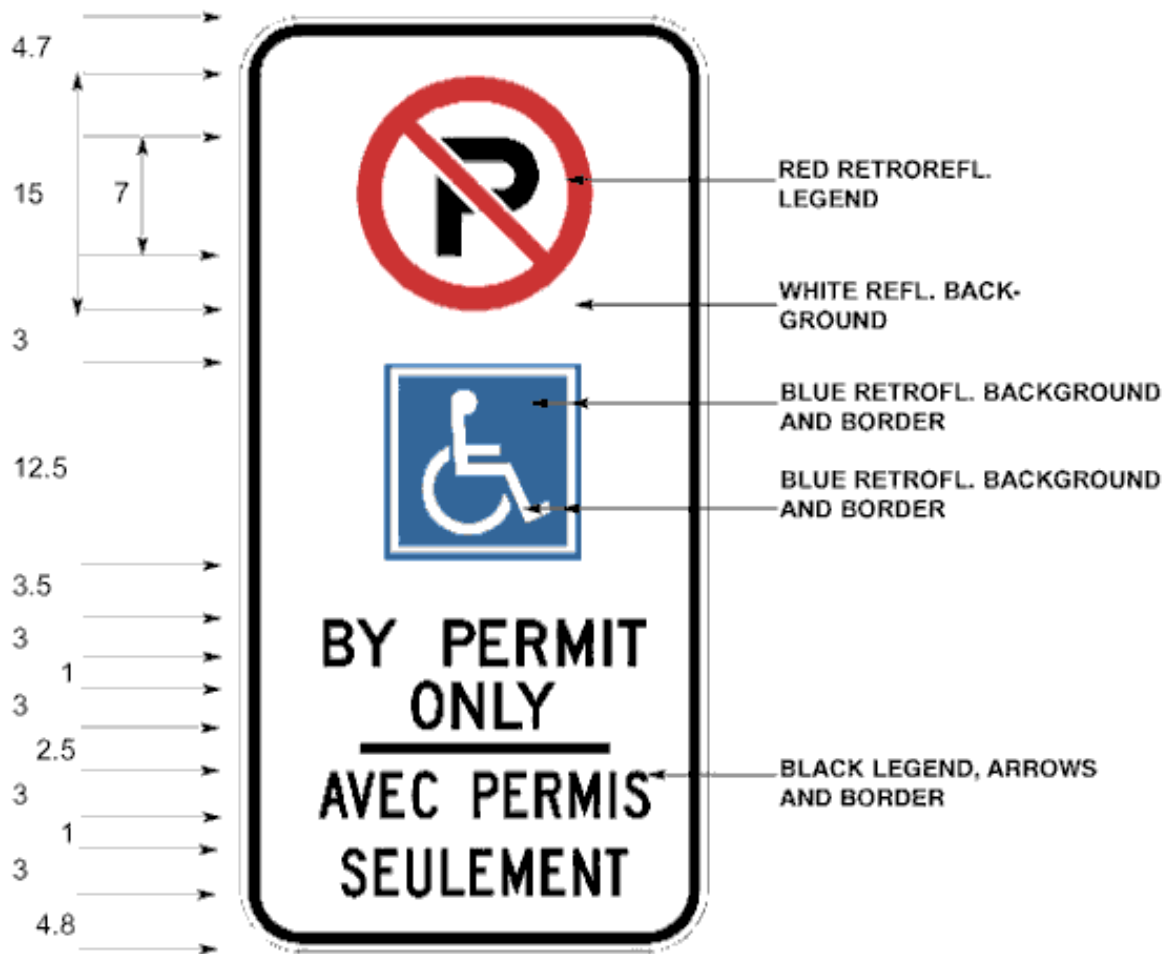 4.7
15
7
3
12.5
3.5
3
1
3
2.5
3
1
3
4.8
P
BY PERMIT
ONLY
AVEC PERMIS
SEULEMENT
RED RETROREFL.
LEGEND
WHITE REFL. BACK-
GROUND
BLUE RETROFL. BACKGROUND
AND BORDER
BLUE RETROFL. BACKGROUND
AND BORDER
BLACK LEGEND, ARROWS
AND BORDER